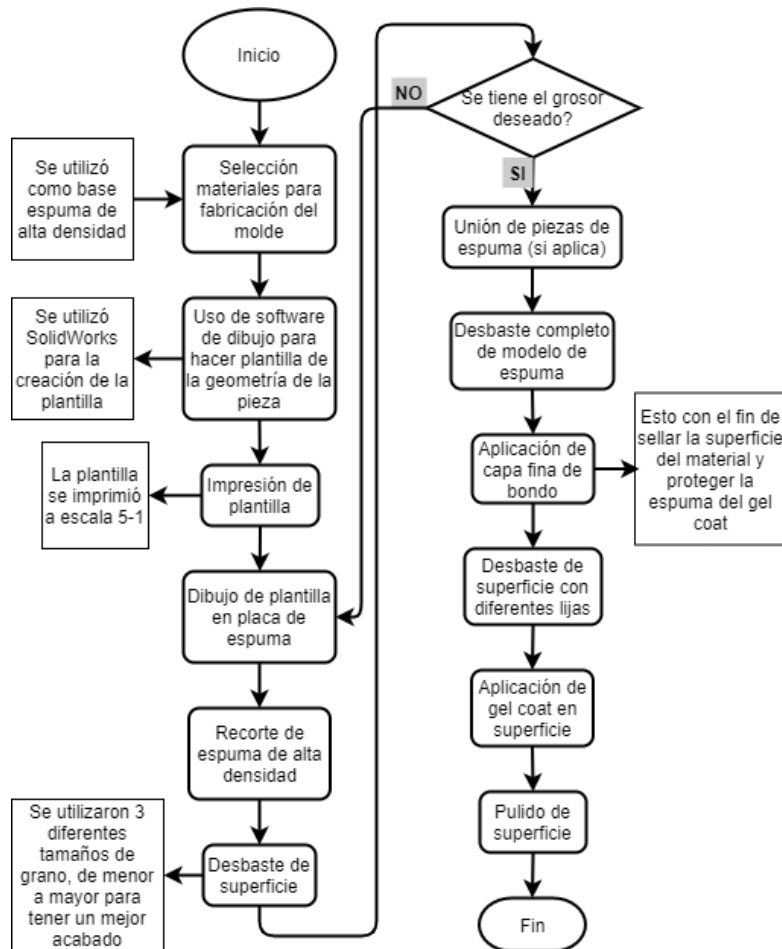 Inicio
Se utilizó
como base
espuma de
alta densidad
Selección
materiales para
fabricación del
molde
Se utilizó
SolidWorks
para la
creación de la
plantilla
Uso de software
de dibujo para
hacer plantilla de
la geometría de la
pieza
La plantilla
se imprimió
a escala 5-1
Impresión de
plantilla
Dibujo de plantilla
en placa de
espuma
Recorte de
espuma de alta
densidad
Se utilizaron 3
diferentes
tamaños de
grano, de menor
a mayor para
tener un mejor
acabado
Desbaste de
superficie
Se tiene el grosor
deseado?
NO
SI
Unión de piezas de
espuma (si aplica)
Desbaste completo
de modelo de
espuma
Aplicación de
capa fina de
bondo
Esto con el fin de
sellar la superficie
del material y
proteger la
espuma del gel
coat
Desbaste de
superficie con
diferentes lijas
Aplicación de
gel coat en
superficie
Pulido de
superficie
Fin